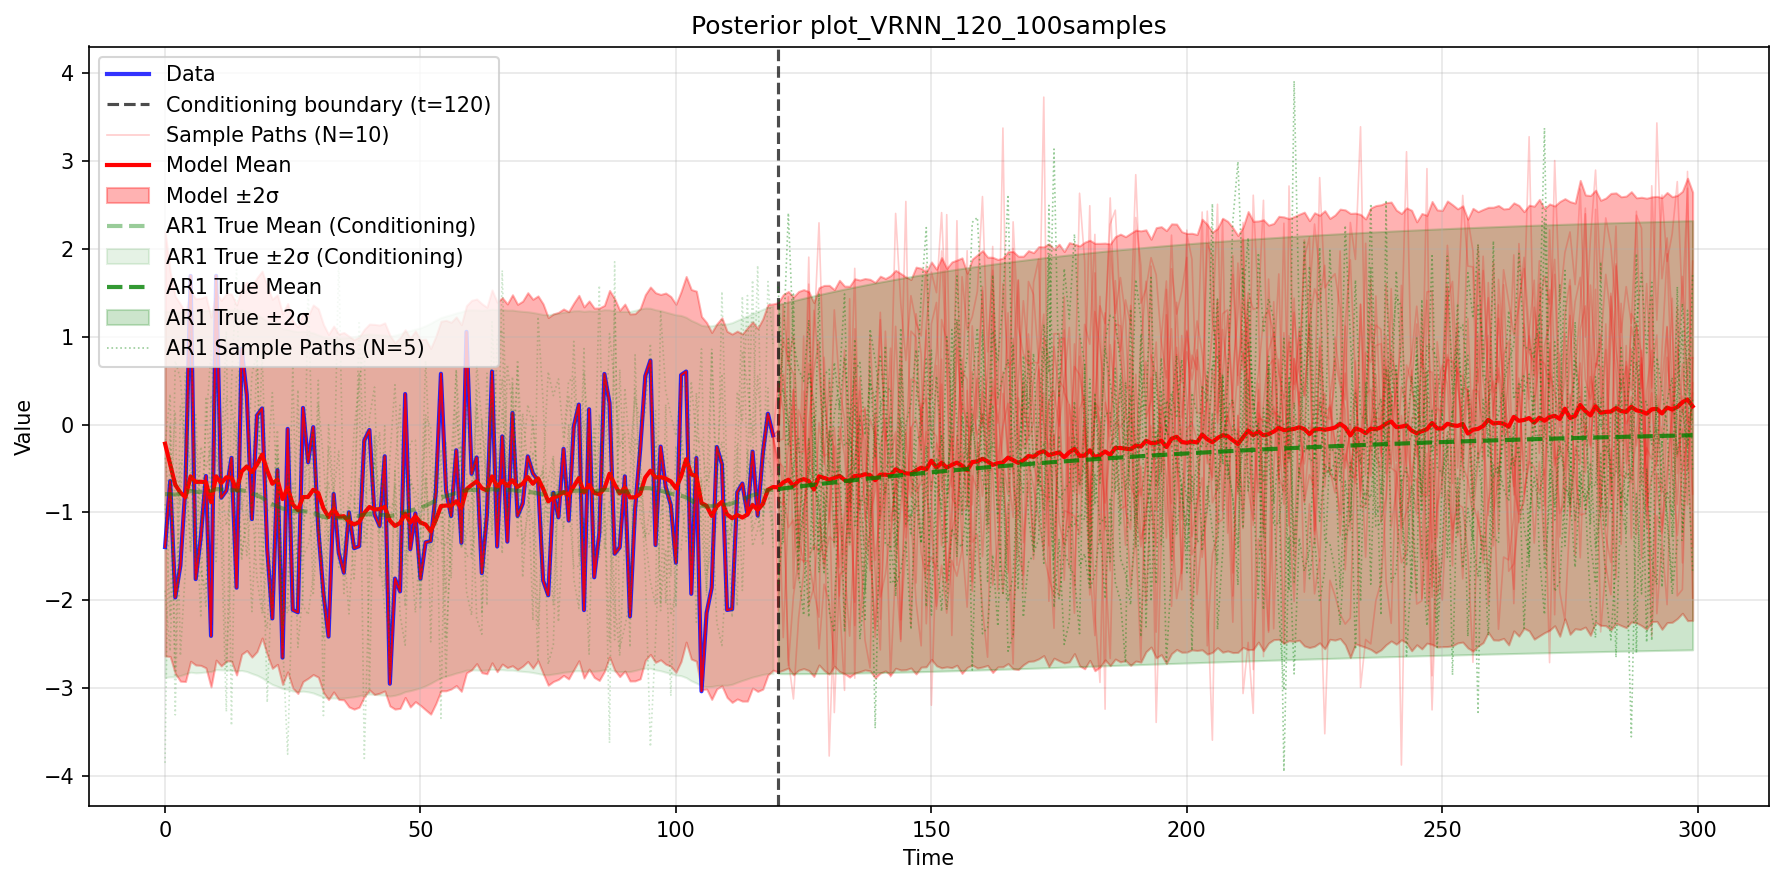 Posterior plot_VRNN_120_100samples
Data
Conditioning boundary (t=120)
Sample Paths (N=10)
Model Mean
Model ±2σ
AR1 True Mean (Conditioning)
AR1 True ±2σ (Conditioning)
AR1 True Mean
AR1 True ±2σ
AR1 Sample Paths (N=5)
Value
4
3
2
1
0
−1
−2
−3
−4
0 50 100 150 200 250 300
Time